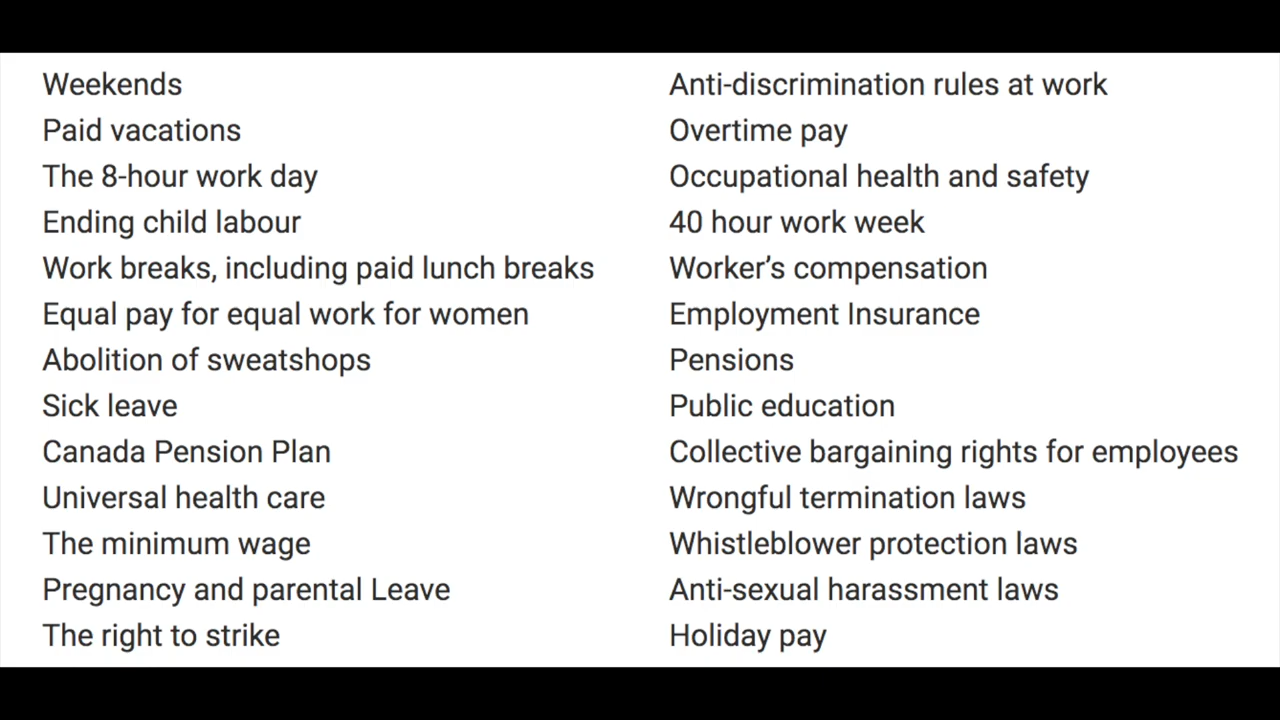 Weekends
Paid vacations
The 8-hour work day
Ending child labour
Work breaks, including paid lunch breaks
Equal pay for equal work for women
Abolition of sweatshops
Sick leave
Canada Pension Plan
Universal health care
The minimum wage
Pregnancy and parental Leave
The right to strike
Anti-discrimination rules at work
Overtime pay
Occupational health and safety
40 hour work week
Worker’s compensation
Employment Insurance
Pensions
Public education
Collective bargaining rights for employees
Wrongful termination laws
Whistleblower protection laws
Anti-sexual harassment laws
Holiday pay